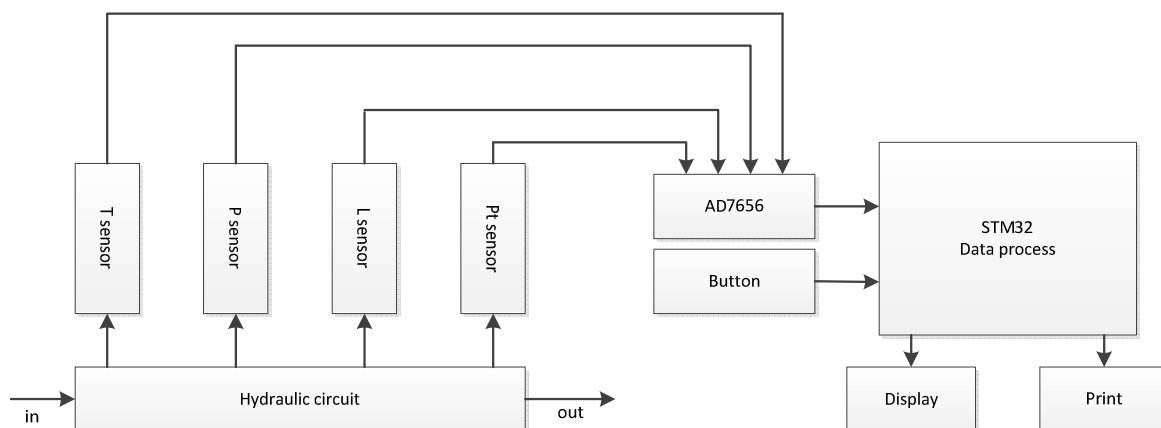 T sensor
P sensor
L sensor
Pt sensor
AD7656
Button
STM32
Data process
Hydraulic circuit
in
out
Display
Print